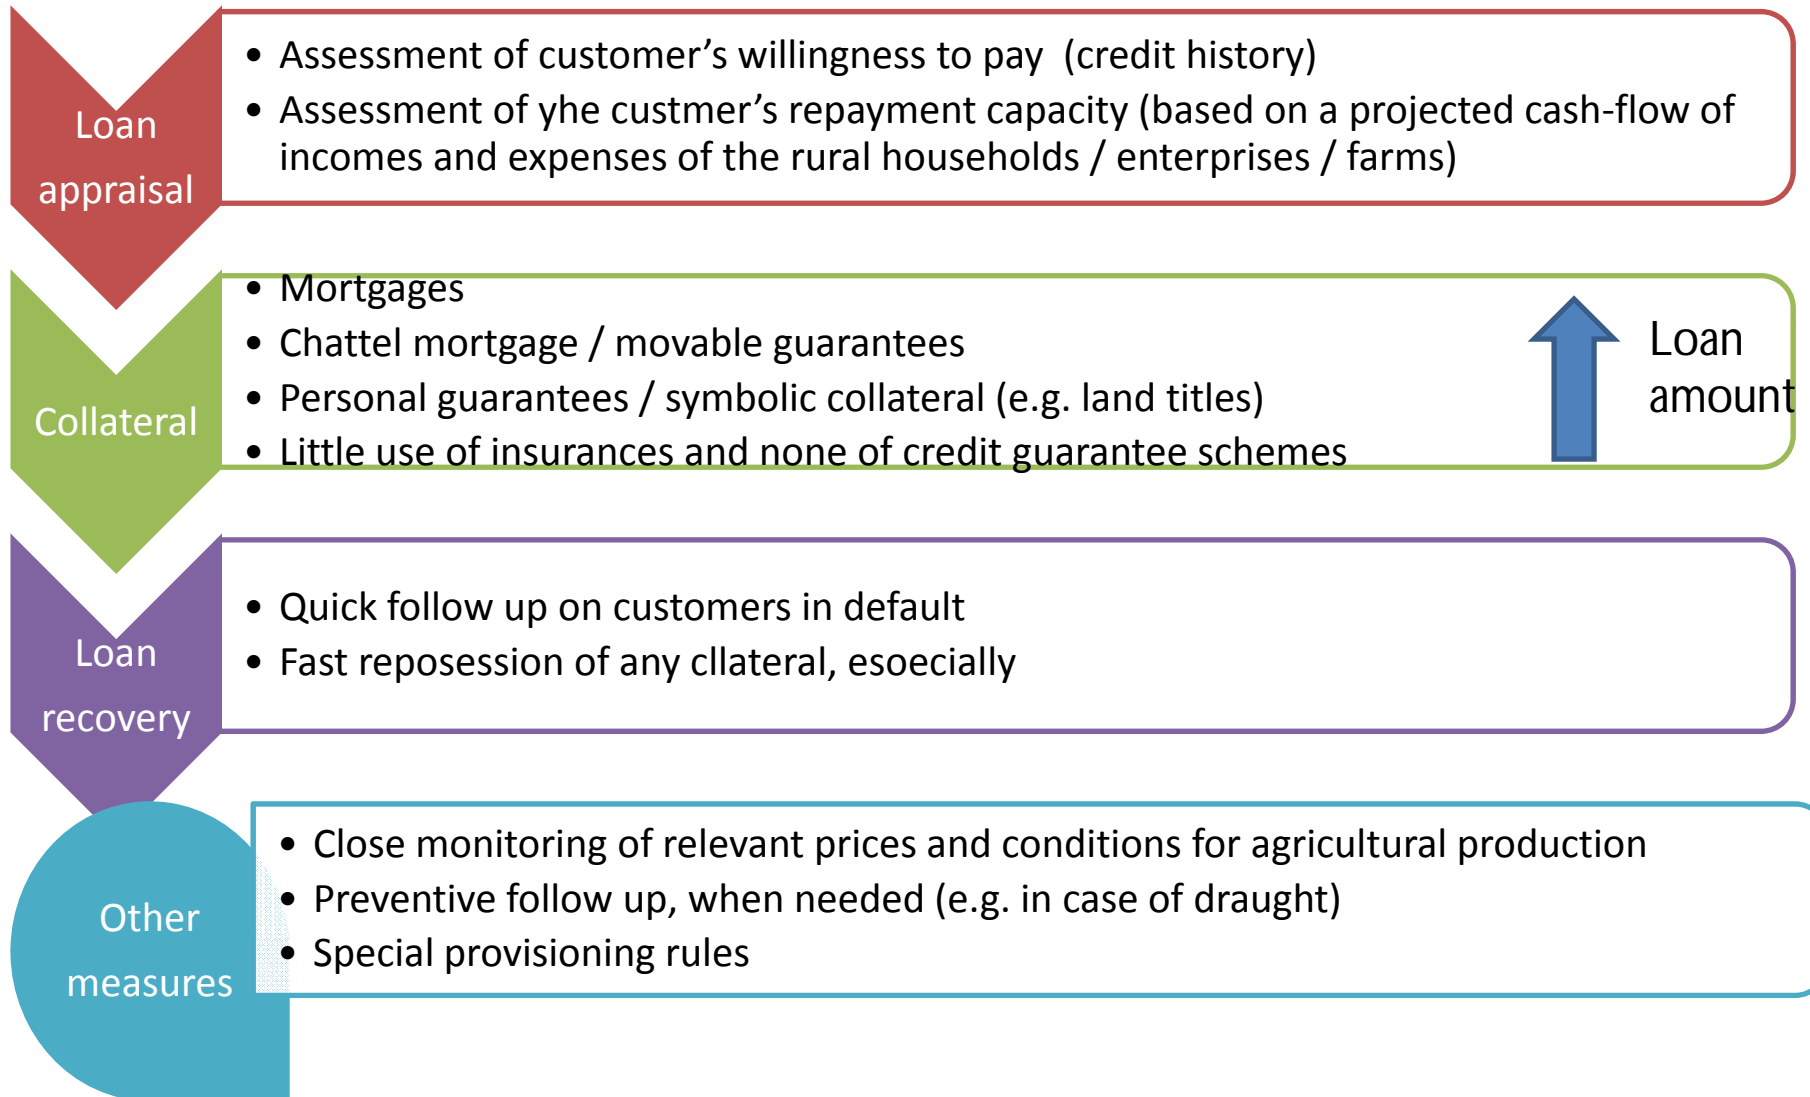 Loan
appraisal
• Assessment of customer’s willingness to pay  (credit history)
• Assessment of yhe custmer’s repayment capacity (based on a projected cash-flow of
incomes and expenses of the rural households / enterprises / farms)
Collateral
• Mortgages
• Chattel mortgage / movable guarantees
• Personal guarantees / symbolic collateral (e.g. land titles)
• Little use of insurances and none of credit guarantee schemes
Loan
amount
Loan
recovery
• Quick follow up on customers in default
• Fast reposession of any cllateral, esoecially
Other
measures
• Close monitoring of relevant prices and conditions for agricultural production
• Preventive follow up, when needed (e.g. in case of draught)
• Special provisioning rules